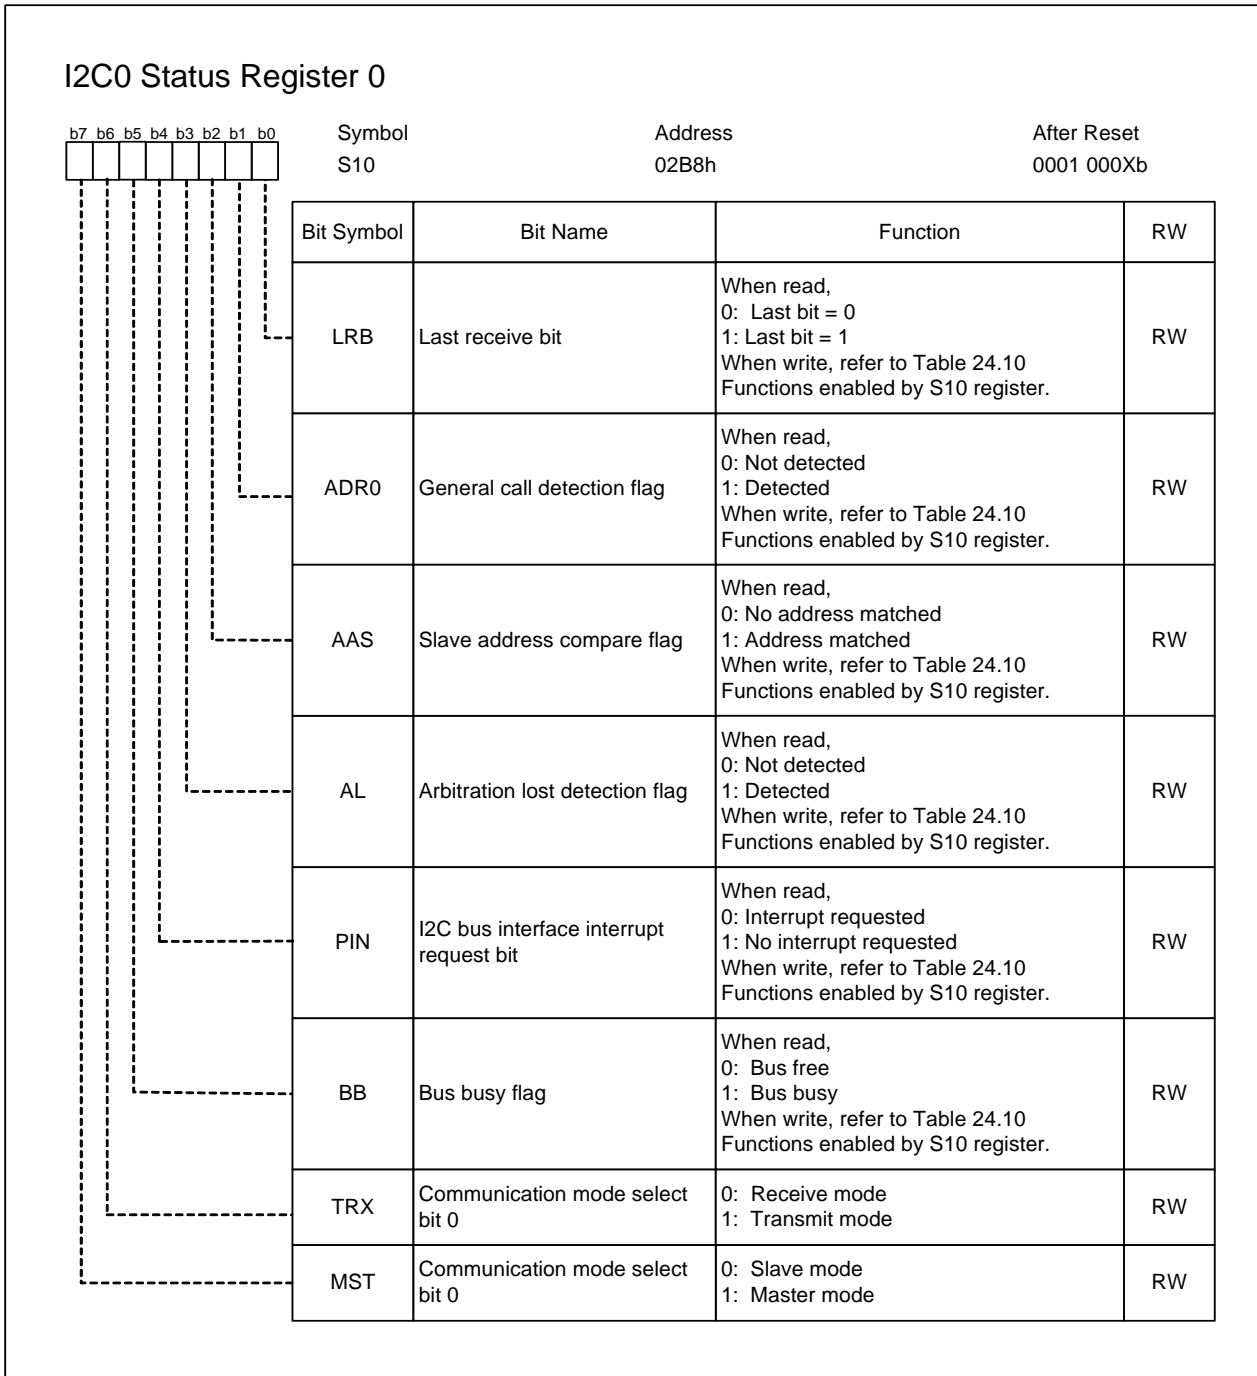 I2C0 Status Register 0
b7 b6 b5 b4 b3 b2 b1 b0
Symbol Address After Reset
S10 02B8h 0001 000Xb
Bit Symbol Bit Name Function RW
LRB Last receive bit
When read,
0: Last bit = 0
1: Last bit = 1
When write, refer to Table 24.10
Functions enabled by S10 register.
RW
ADR0 General call detection flag
When read,
0: Not detected
1: Detected
When write, refer to Table 24.10
Functions enabled by S10 register.
RW
AAS Slave address compare flag
When read,
0: No address matched
1: Address matched
When write, refer to Table 24.10
Functions enabled by S10 register.
RW
AL Arbitration lost detection flag
When read,
0: Not detected
1: Detected
When write, refer to Table 24.10
Functions enabled by S10 register.
RW
PIN
I2C bus interface interrupt
request bit
When read,
0: Interrupt requested
1: No interrupt requested
When write, refer to Table 24.10
Functions enabled by S10 register.
RW
BB Bus busy flag
When read,
0: Bus free
1: Bus busy
When write, refer to Table 24.10
Functions enabled by S10 register.
RW
TRX
Communication mode select
bit 0
0: Receive mode
1: Transmit mode
RW
MST
Communication mode select
bit 0
0: Slave mode
1: Master mode
RW